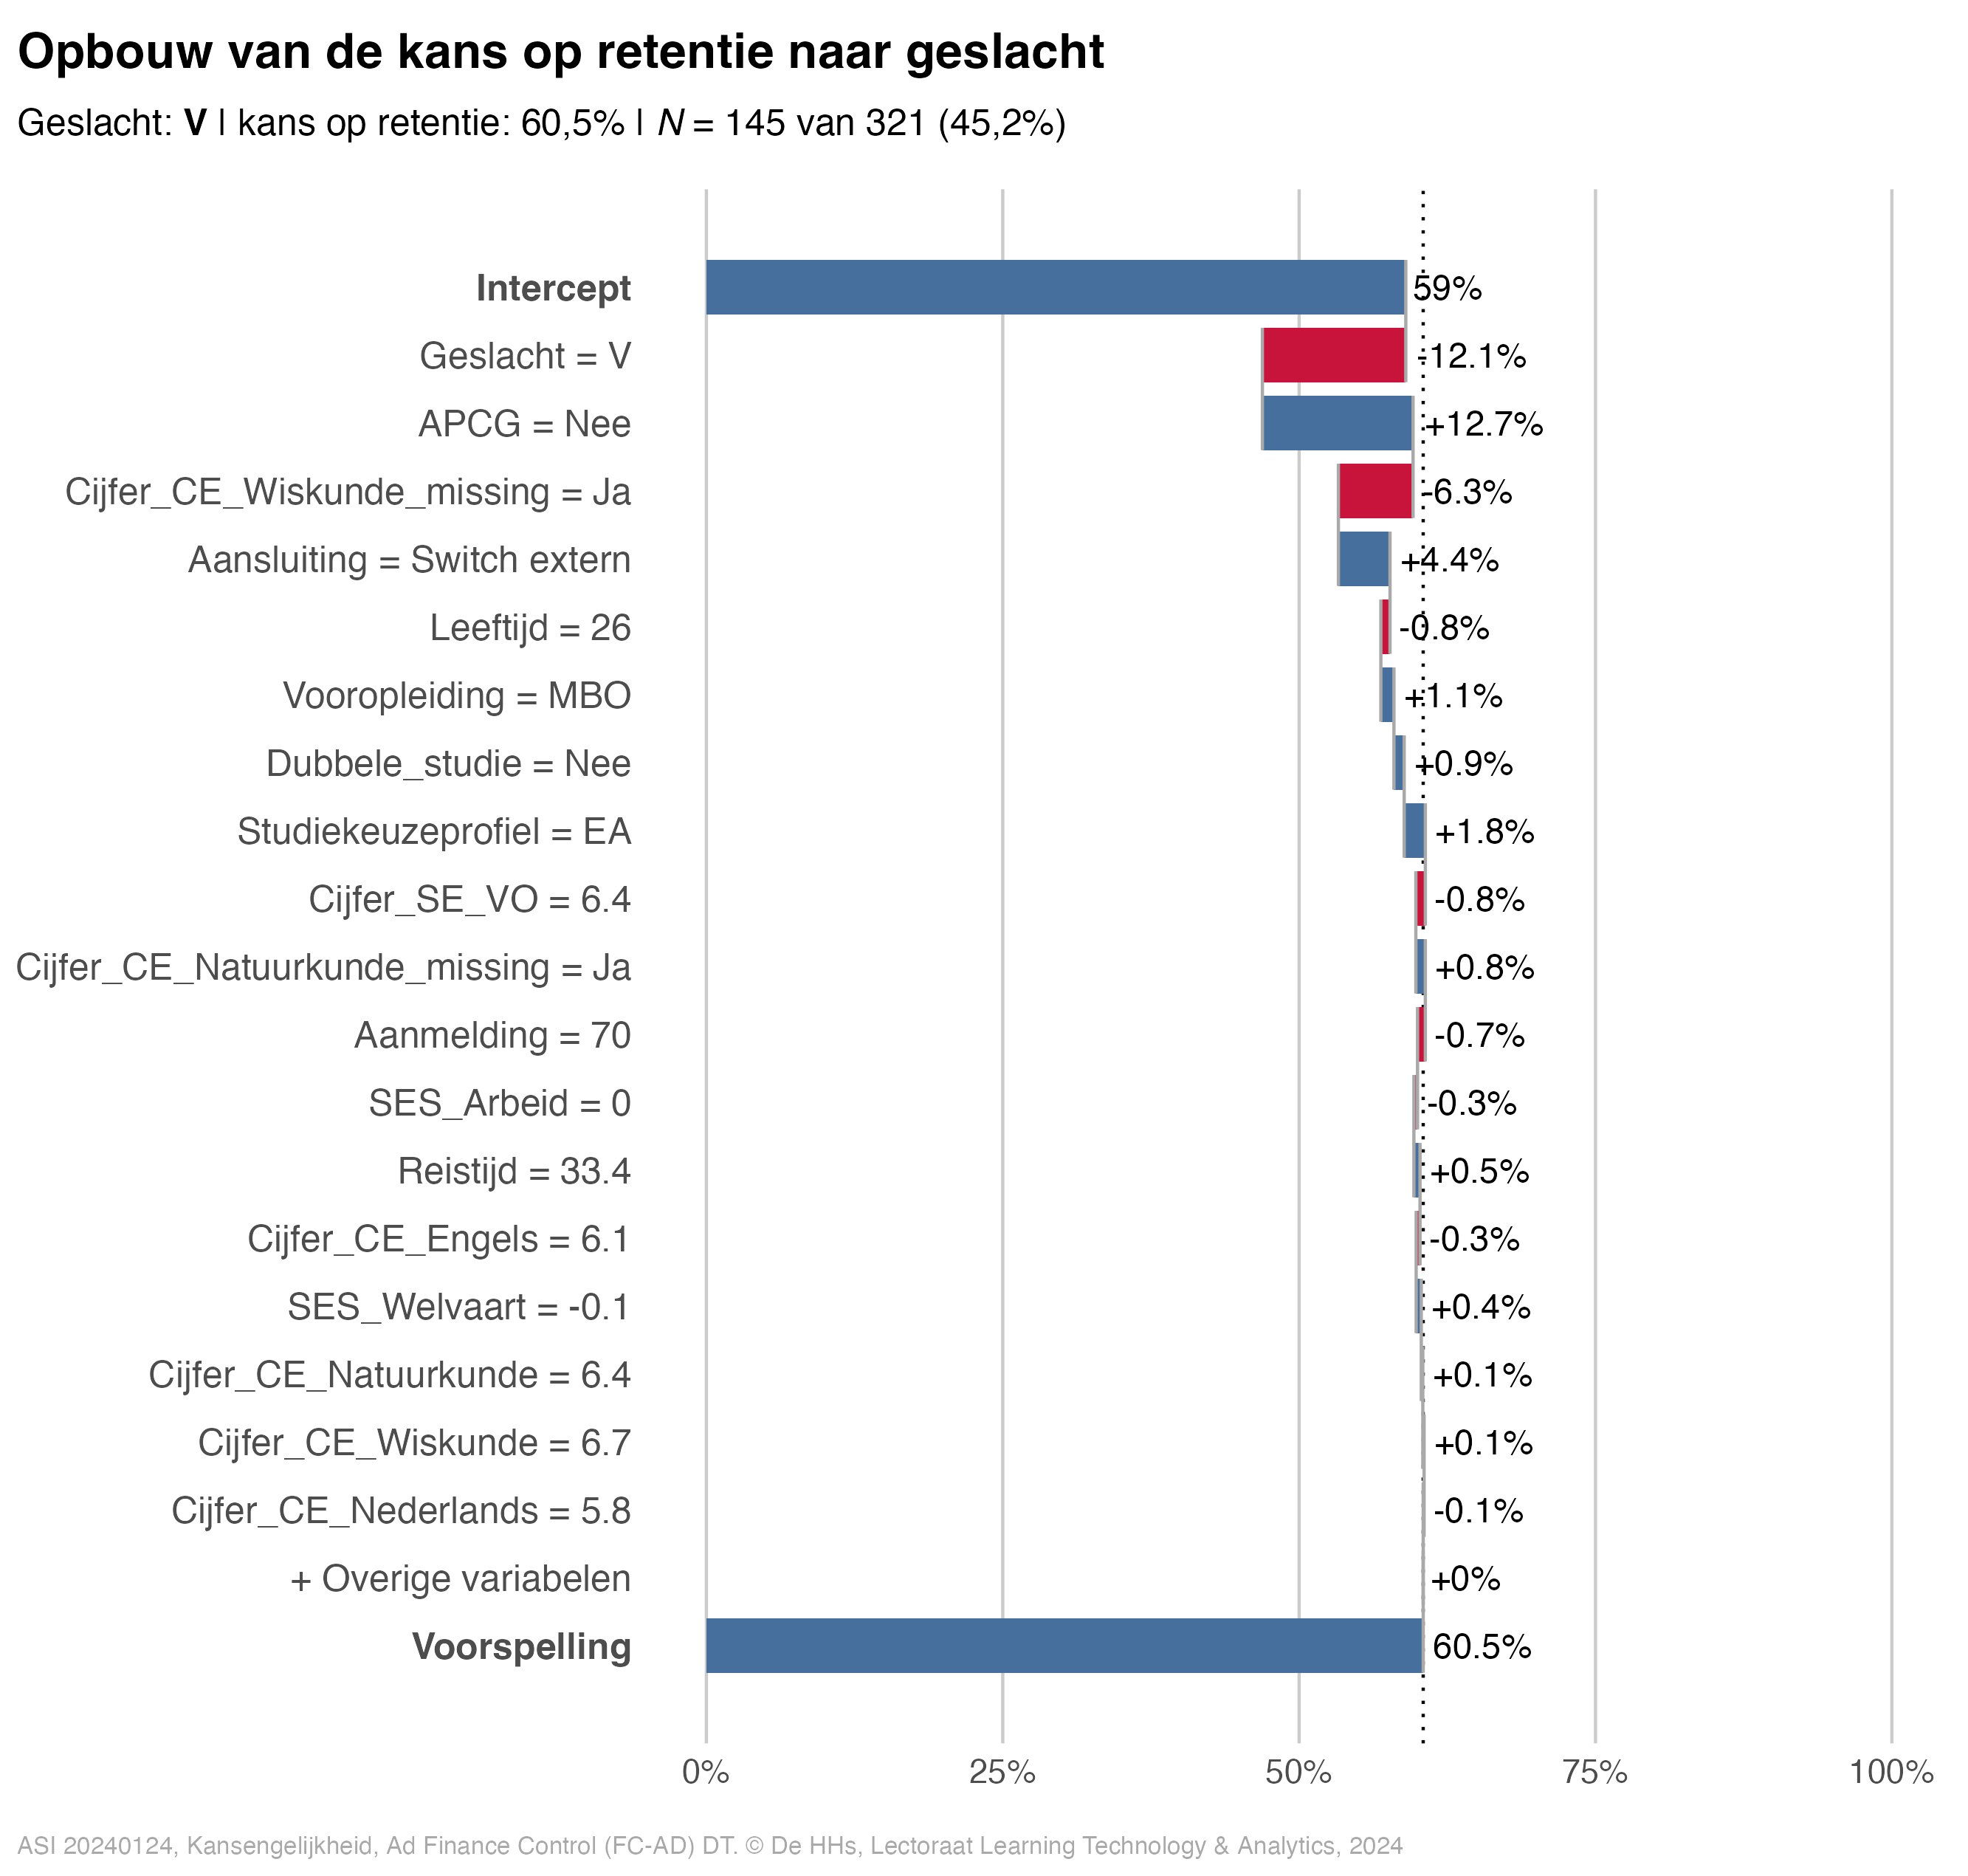 Opbouw van de kans op retentie naar geslacht
Geslacht: V | kans op retentie: 60,5% | N = 145 van 321 (45,2%)
Intercept 59%
Geslacht = V -12.1%
APCG = Nee +12.7%
Cijfer_CE_Wiskunde_missing = Ja -6.3%
Aansluiting = Switch extern +4.4%
Leeftijd = 26 -0.8%
Vooropleiding = MBO +1.1%
Dubbele_studie = Nee +0.9%
Studiekeuzeprofiel = EA +1.8%
Cijfer_SE_VO = 6.4 -0.8%
Cijfer_CE_Natuurkunde_missing = Ja +0.8%
Aanmelding = 70 -0.7%
SES_Arbeid = 0 -0.3%
Reistijd = 33.4 +0.5%
Cijfer_CE_Engels = 6.1 -0.3%
SES_Welvaart = -0.1 +0.4%
Cijfer_CE_Natuurkunde = 6.4 +0.1%
Cijfer_CE_Wiskunde = 6.7 +0.1%
Cijfer_CE_Nederlands = 5.8 -0.1%
+ Overige variabelen +0%
Voorspelling 60.5%
0% 25% 50% 75% 100%
ASI 20240124, Kansengelijkheid, Ad Finance Control (FC-AD) DT. © De HHs, Lectoraat Learning Technology & Analytics, 2024